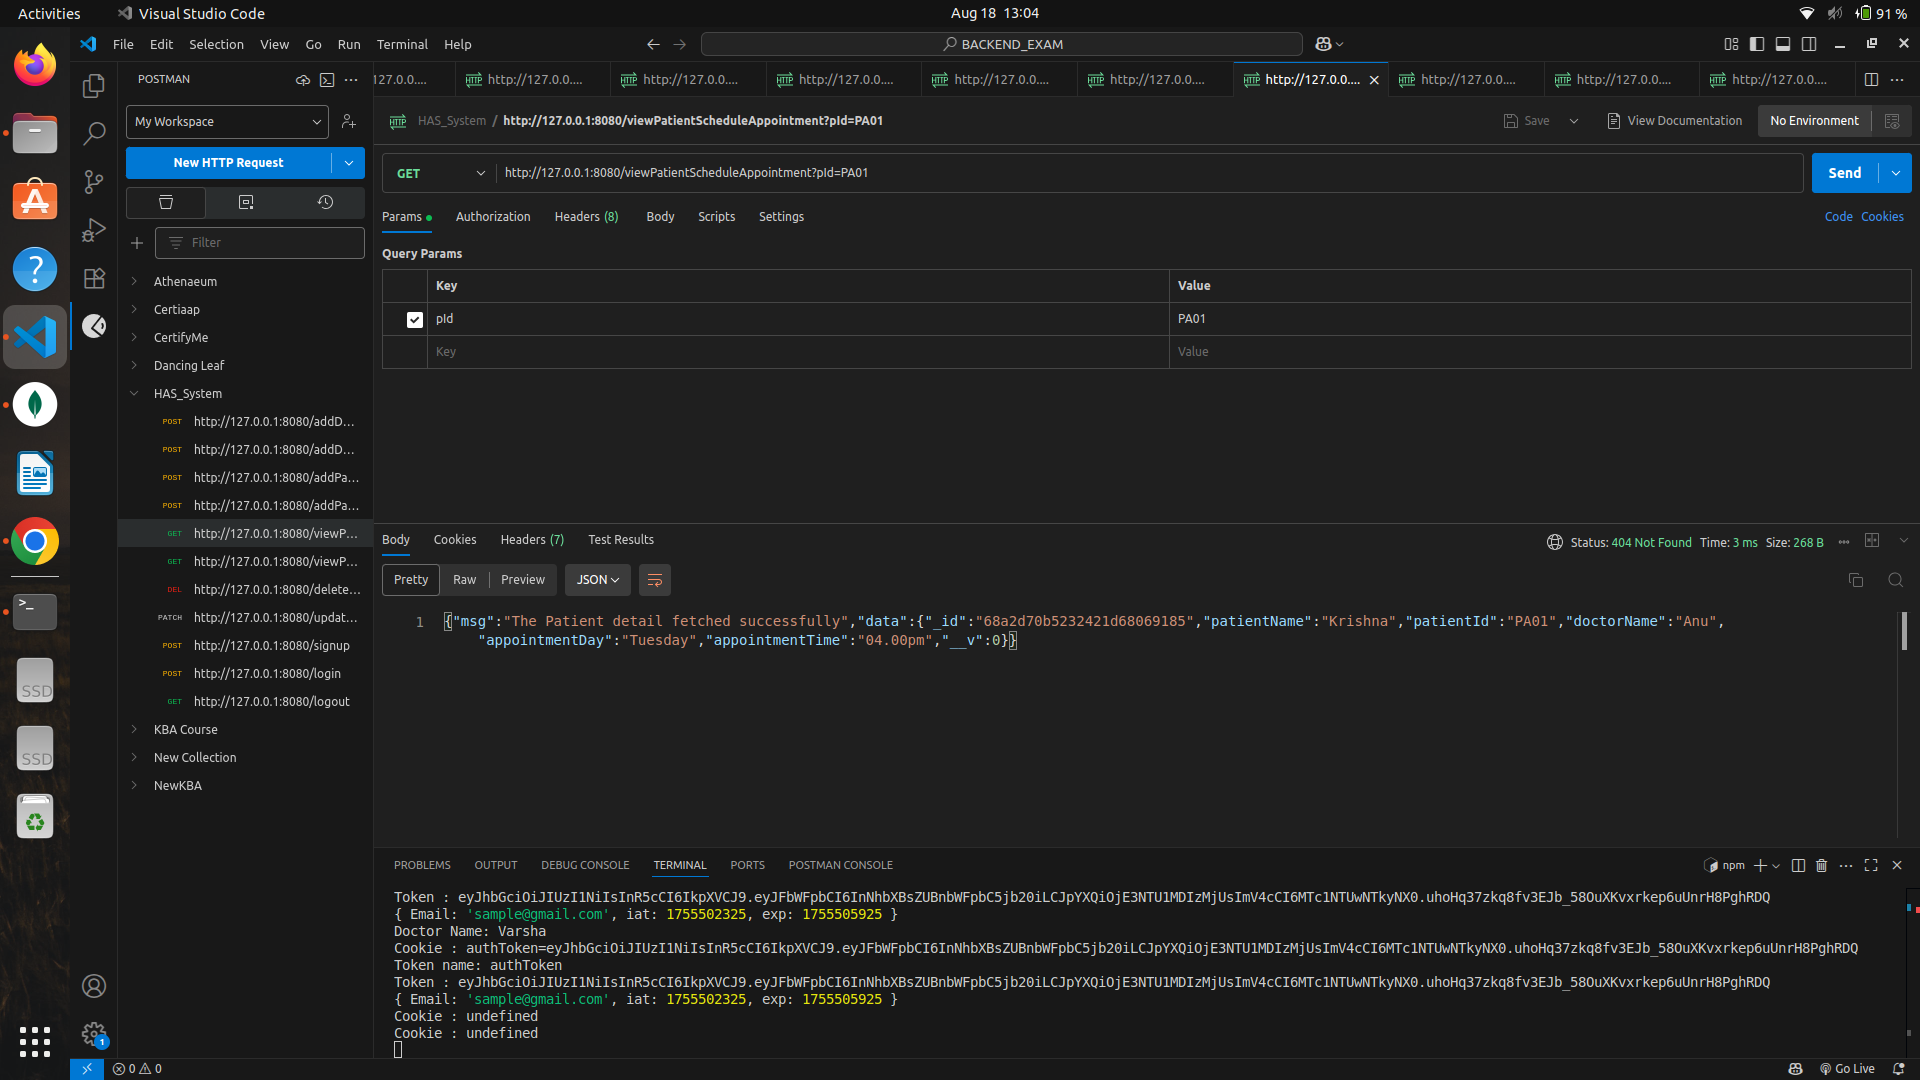 Activities
Visual Studio Code
Aug 18 13:04
91 %
File Edit Selection View Go Run Terminal Help
BACKEND_EXAM
POSTMAN
127.0.0....
http://127.0.0....
http://127.0.0....
http://127.0.0....
http://127.0.0....
http://127.0.0....
http://127.0.0....
http://127.0.0....
http://127.0.0....
http://127.0.0....
My Workspace
New HTTP Request
Filter
Athenaeum
Certiaap
CertifyMe
Dancing Leaf
HAS_System
POST http://127.0.0.1:8080/addD...
POST http://127.0.0.1:8080/addD...
POST http://127.0.0.1:8080/addPa...
POST http://127.0.0.1:8080/addPa...
GET http://127.0.0.1:8080/viewP...
GET http://127.0.0.1:8080/viewP...
DEL http://127.0.0.1:8080/delete...
PATCH http://127.0.0.1:8080/updat...
POST http://127.0.0.1:8080/signup
POST http://127.0.0.1:8080/login
GET http://127.0.0.1:8080/logout
KBA Course
New Collection
NewKBA
HTTP HAS_System / http://127.0.0.1:8080/viewPatientScheduleAppointment?pId=PA01
Save View Documentation No Environment
GET http://127.0.0.1:8080/viewPatientScheduleAppointment?pId=PA01 Send
Params Authorization Headers (8) Body Scripts Settings Code Cookies
Query Params
Key Value
pId PA01
Key Value
Body Cookies Headers (7) Test Results
Status: 404 Not Found Time: 3 ms Size: 268 B
Pretty Raw Preview JSON
1 {"msg":"The Patient detail fetched successfully","data":{"_id":"68a2d70b5232421d68069185","patientName":"Krishna","patientId":"PA01","doctorName":"Anu",
"appointmentDay":"Tuesday","appointmentTime":"04.00pm","__v":0}}
PROBLEMS OUTPUT DEBUG CONSOLE TERMINAL PORTS POSTMAN CONSOLE
npm
Token : eyJhbGciOiJIUzI1NiIsInR5cCI6IkpXVCJ9.eyJFbWFpbCI6InNhbXBsZUBnbWFpbC5jb20iLCJpYXQiOjE3NTU1MDIzMjUsImV4cCI6MTc1NTUwNTkyNX0.uhoHq37zkq8fv3EJb_58OuXKvxrkep6uUnrH8PghRDQ
{ Email: 'sample@gmail.com', iat: 1755502325, exp: 1755505925 }
Doctor Name: Varsha
Cookie : authToken=eyJhbGciOiJIUzI1NiIsInR5cCI6IkpXVCJ9.eyJFbWFpbCI6InNhbXBsZUBnbWFpbC5jb20iLCJpYXQiOjE3NTU1MDIzMjUsImV4cCI6MTc1NTUwNTkyNX0.uhoHq37zkq8fv3EJb_58OuXKvxrkep6uUnrH8PghRDQ
Token name: authToken
Token : eyJhbGciOiJIUzI1NiIsInR5cCI6IkpXVCJ9.eyJFbWFpbCI6InNhbXBsZUBnbWFpbC5jb20iLCJpYXQiOjE3NTU1MDIzMjUsImV4cCI6MTc1NTUwNTkyNX0.uhoHq37zkq8fv3EJb_58OuXKvxrkep6uUnrH8PghRDQ
{ Email: 'sample@gmail.com', iat: 1755502325, exp: 1755505925 }
Cookie : undefined
Cookie : undefined
SSD
SSD
1
0 0
Go Live